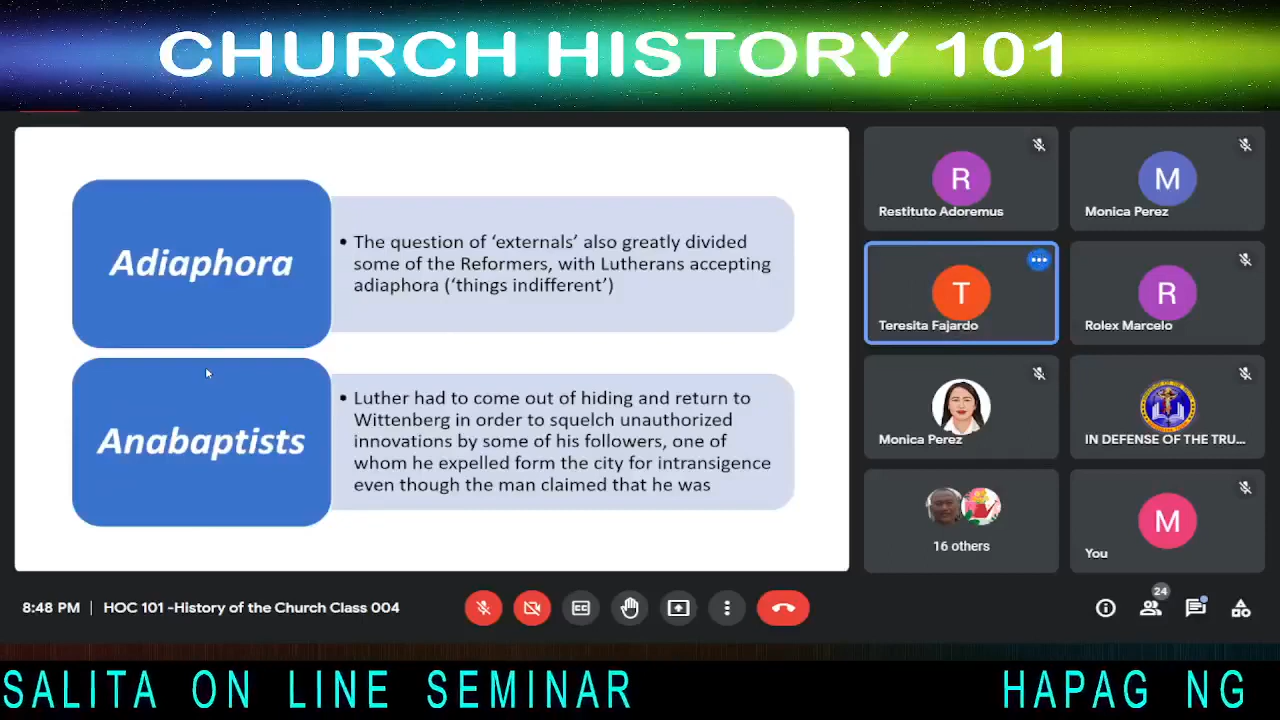 CHURCH HISTORY 101
Adiaphora
• The question of ‘externals’ also greatly divided
some of the Reformers, with Lutherans accepting
adiaphora (‘things indifferent’)
Anabaptists
• Luther had to come out of hiding and return to
Wittenberg in order to squelch unauthorized
innovations by some of his followers, one of
whom he expelled form the city for intransigence
even though the man claimed that he was
R
Restituto Adoremus
M
Monica Perez
T
Teresita Fajardo
R
Rolex Marcelo
Monica Perez
IN DEFENSE OF THE TRU...
16 others
M
You
8:48 PM | HOC 101 -History of the Church Class 004
CC
24
SALITA ON LINE SEMINAR HAPAG NG